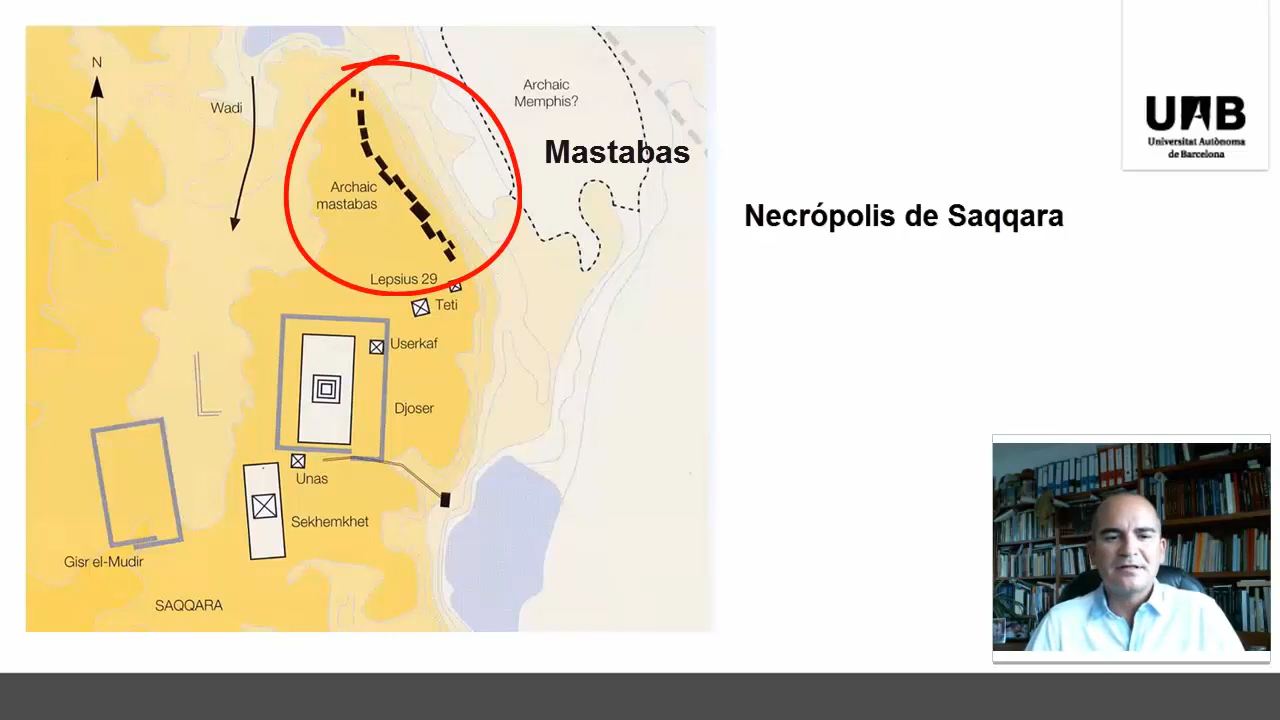 N
Wadi
Archaic
Memphis?
Mastabas
Archaic
mastabas
Lepsius 29
Teti
Userkaf
Djoser
Unas
Sekhemkhet
Gisr el-Mudir
SAQQARA
Necrópolis de Saqqara
UAB
Universitat Autònoma
de Barcelona